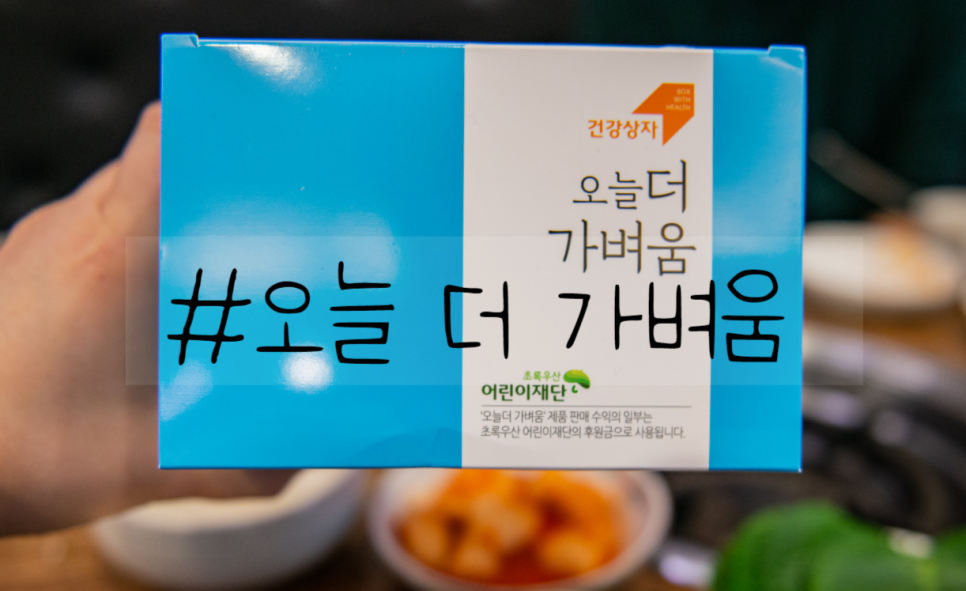 BOX
WITH
HEALTH
건강상자
오늘더
가벼움
#오늘 더 가벼움
초록우산
어린이재단
'오늘더 가벼움' 제품 판매 수익의 일부는
초록우산 어린이재단의 후원금으로 사용됩니다.